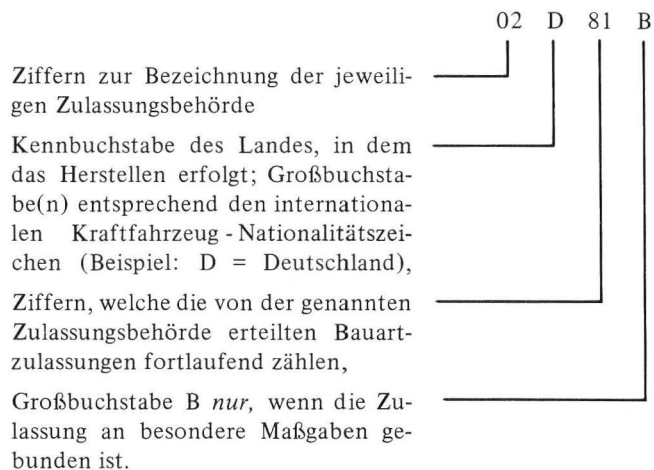 02 D 81 B
Ziffern zur Bezeichnung der jeweili-
gen Zulassungsbehörde
Kennbuchstabe des Landes, in dem
das Herstellen erfolgt; Großbuchsta-
be(n) entsprechend den internationa-
len Kraftfahrzeug - Nationalitätszei-
chen (Beispiel: D = Deutschland),
Ziffern, welche die von der genannten
Zulassungsbehörde erteilten Bauart-
zulassungen fortlaufend zählen,
Großbuchstabe B nur, wenn die Zu-
lassung an besondere Maßgaben ge-
bunden ist.